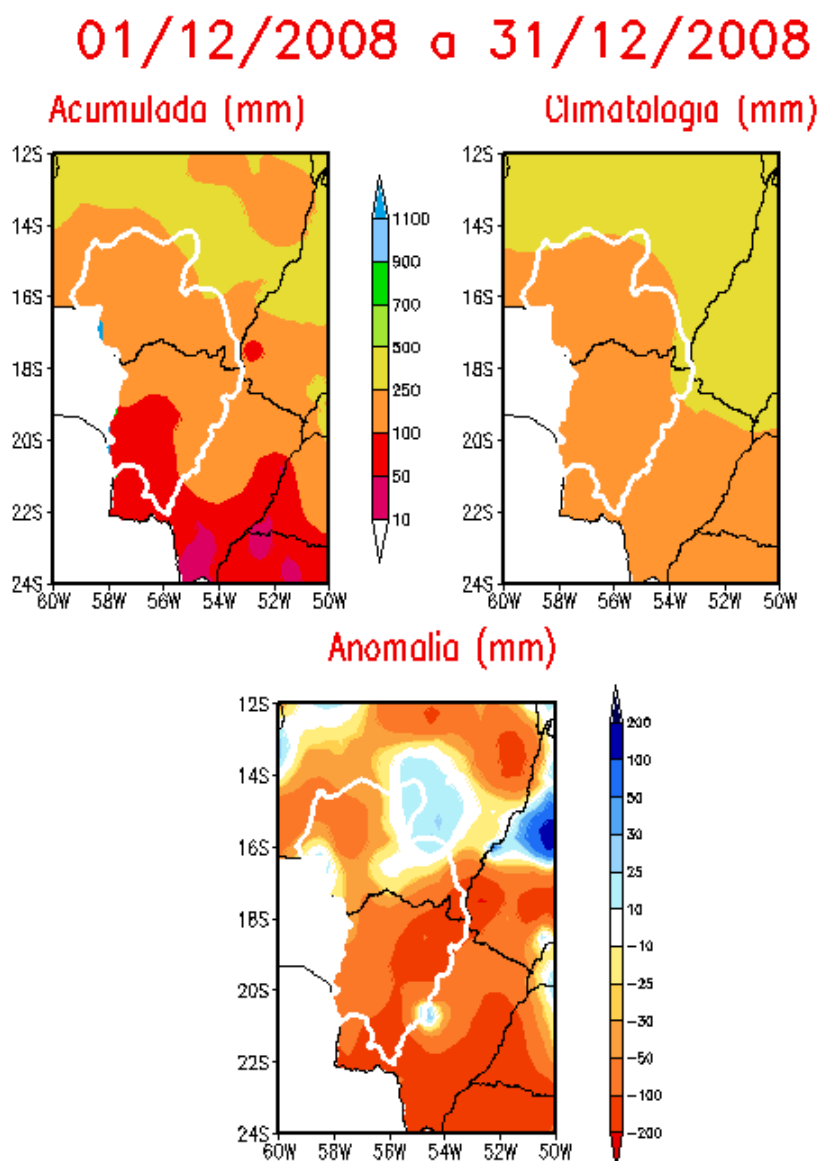 01/12/2008 a 31/12/2008
Acumulada (mm)
Climatologia (mm)
12S
14S
16S
18S
20S
22S
24S
60W 58W 56W 54W 52W 50W
1100
900
700
500
250
100
50
10
12S
14S
16S
18S
20S
22S
24S
60W 58W 56W 54W 52W 50W
Anomalia (mm)
12S
14S
16S
18S
20S
22S
24S
60W 58W 56W 54W 52W 50W
200
100
50
30
25
10
-10
-25
-30
-50
-100
-200